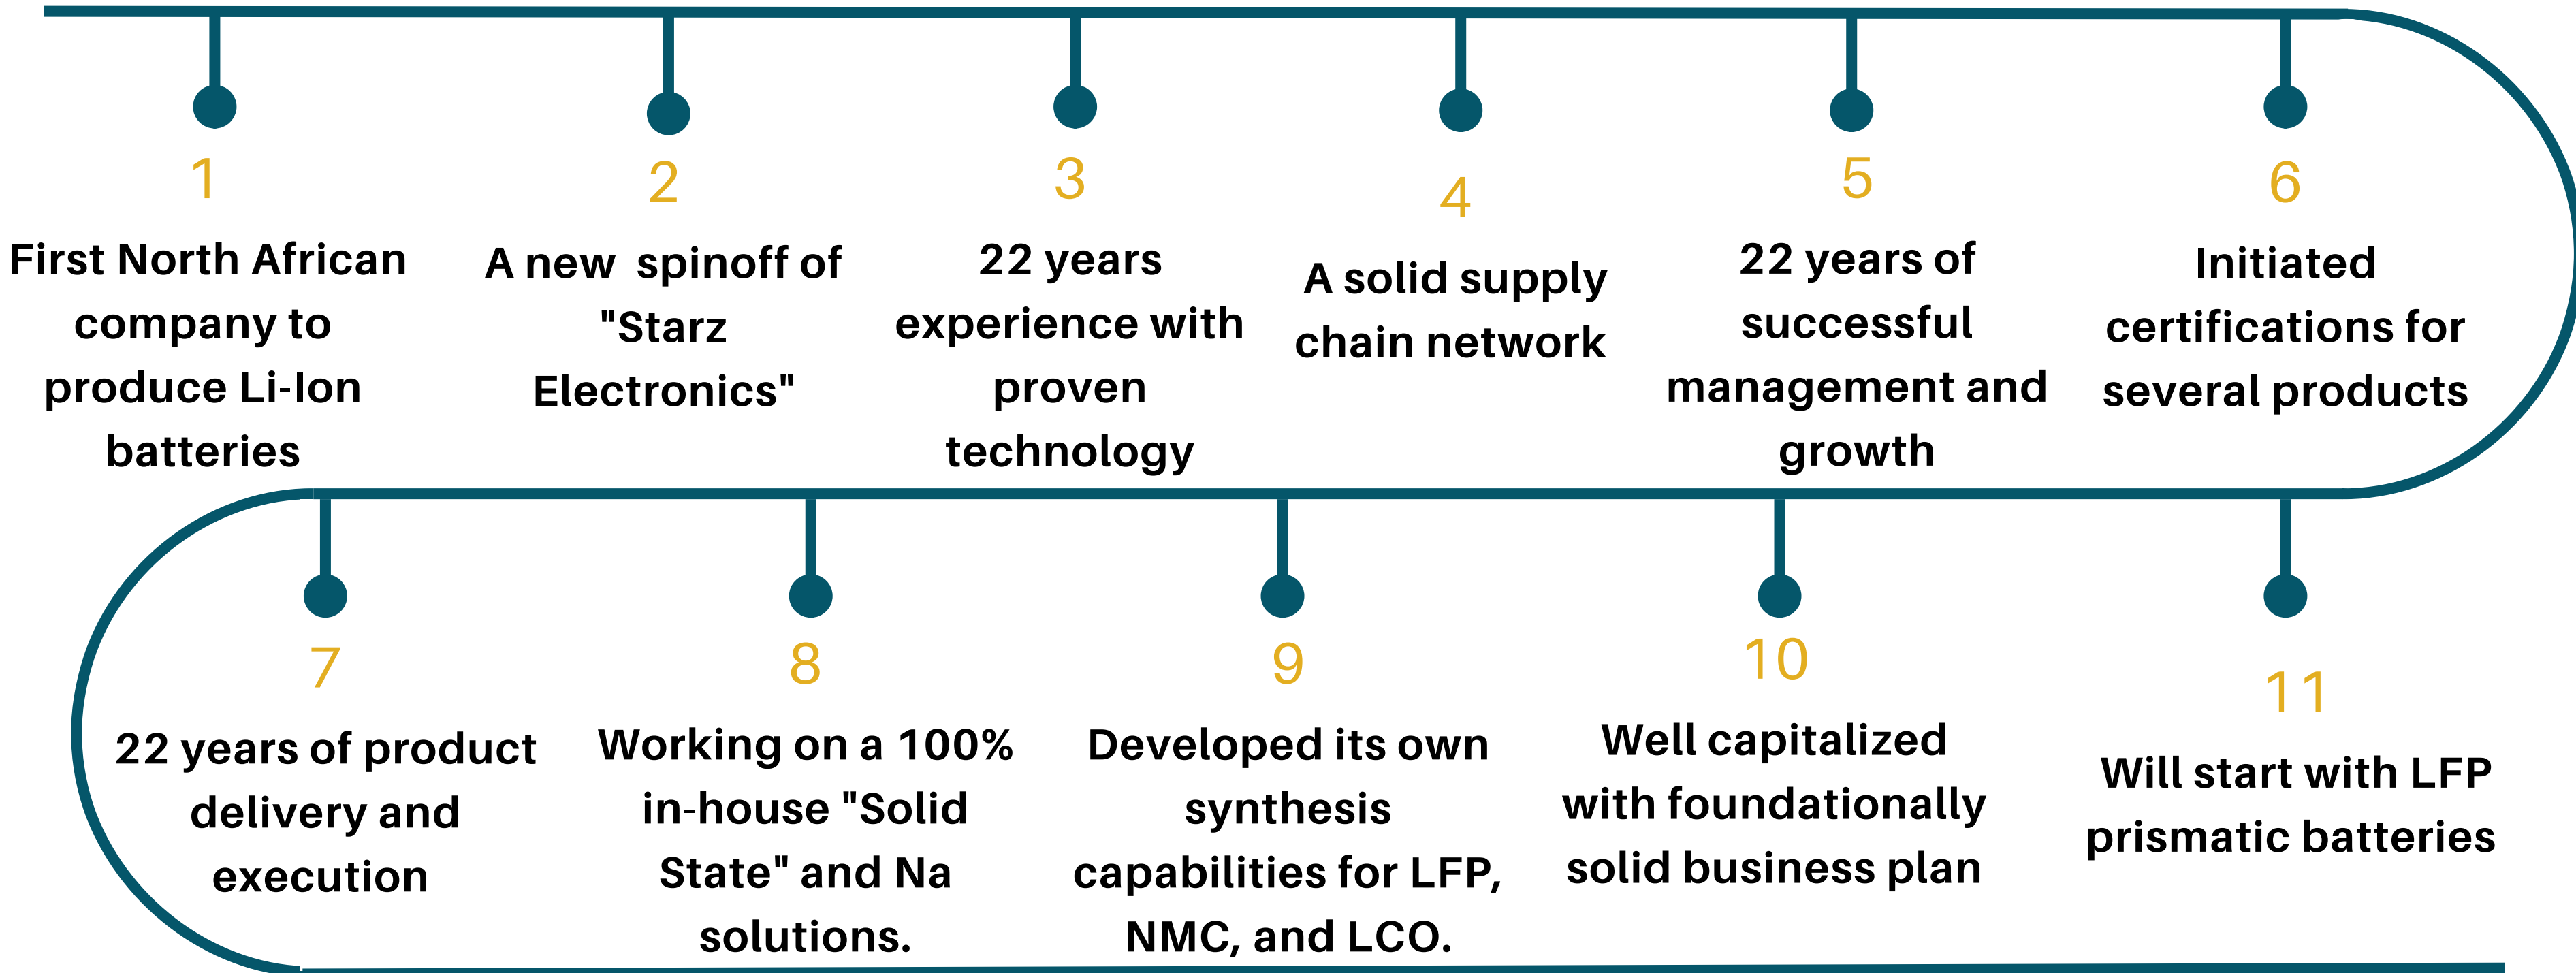 1
First North African
company to
produce Li-Ion
batteries
2
A new  spinoff of
"Starz
Electronics"
3
22 years
experience with
proven
technology
4
A solid supply
chain network
5
22 years of
successful
management and
growth
6
Initiated
certifications for
several products
7
22 years of product
delivery and
execution
8
Working on a 100%
in-house "Solid
State" and Na
solutions.
9
Developed its own
synthesis
capabilities for LFP,
NMC, and LCO.
10
Well capitalized
with foundationally
solid business plan
11
Will start with LFP
prismatic batteries